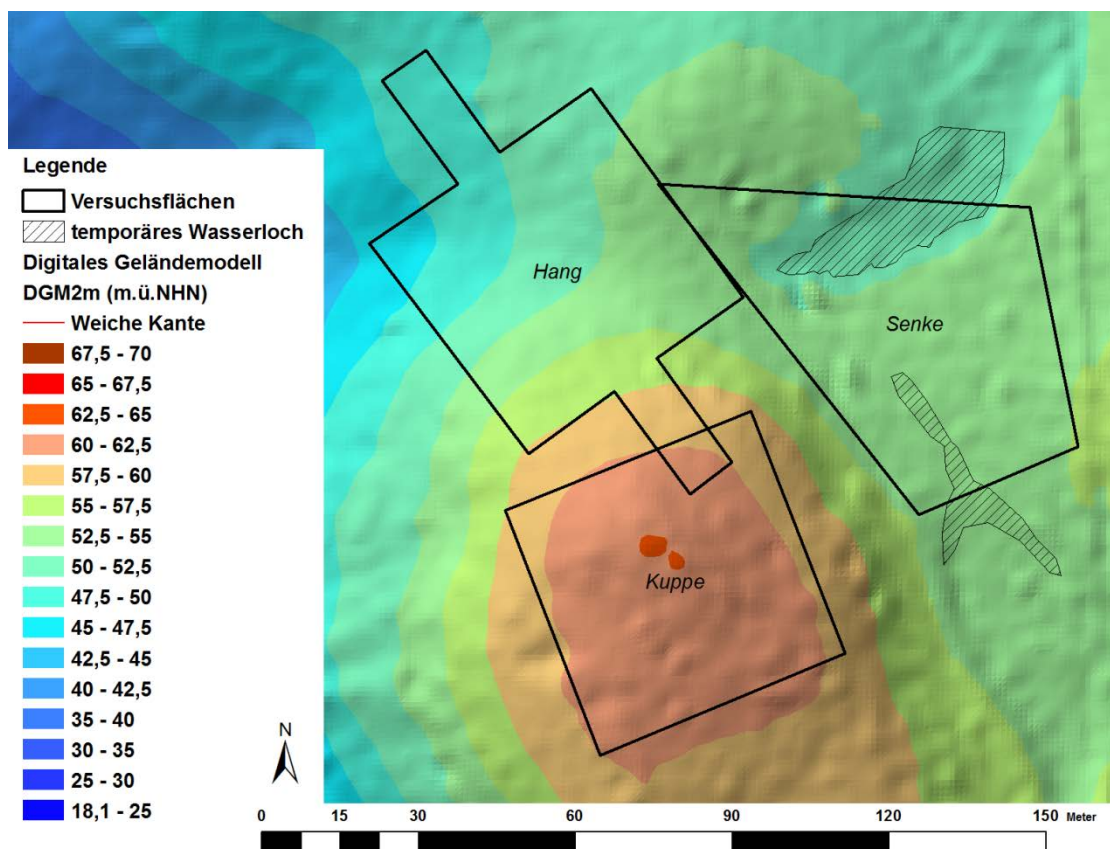 Legende
Versuchsflächen
temporäres Wasserloch
Digitales Geländemodell
DGM2m (m.ü.NHN)
Weiche Kante
67,5 - 70
65 - 67,5
62,5 - 65
60 - 62,5
57,5 - 60
55 - 57,5
52,5 - 55
50 - 52,5
47,5 - 50
45 - 47,5
42,5 - 45
40 - 42,5
35 - 40
30 - 35
25 - 30
18,1 - 25
Hang
Senke
Kuppe
N
0 15 30 60 90 120 150 Meter